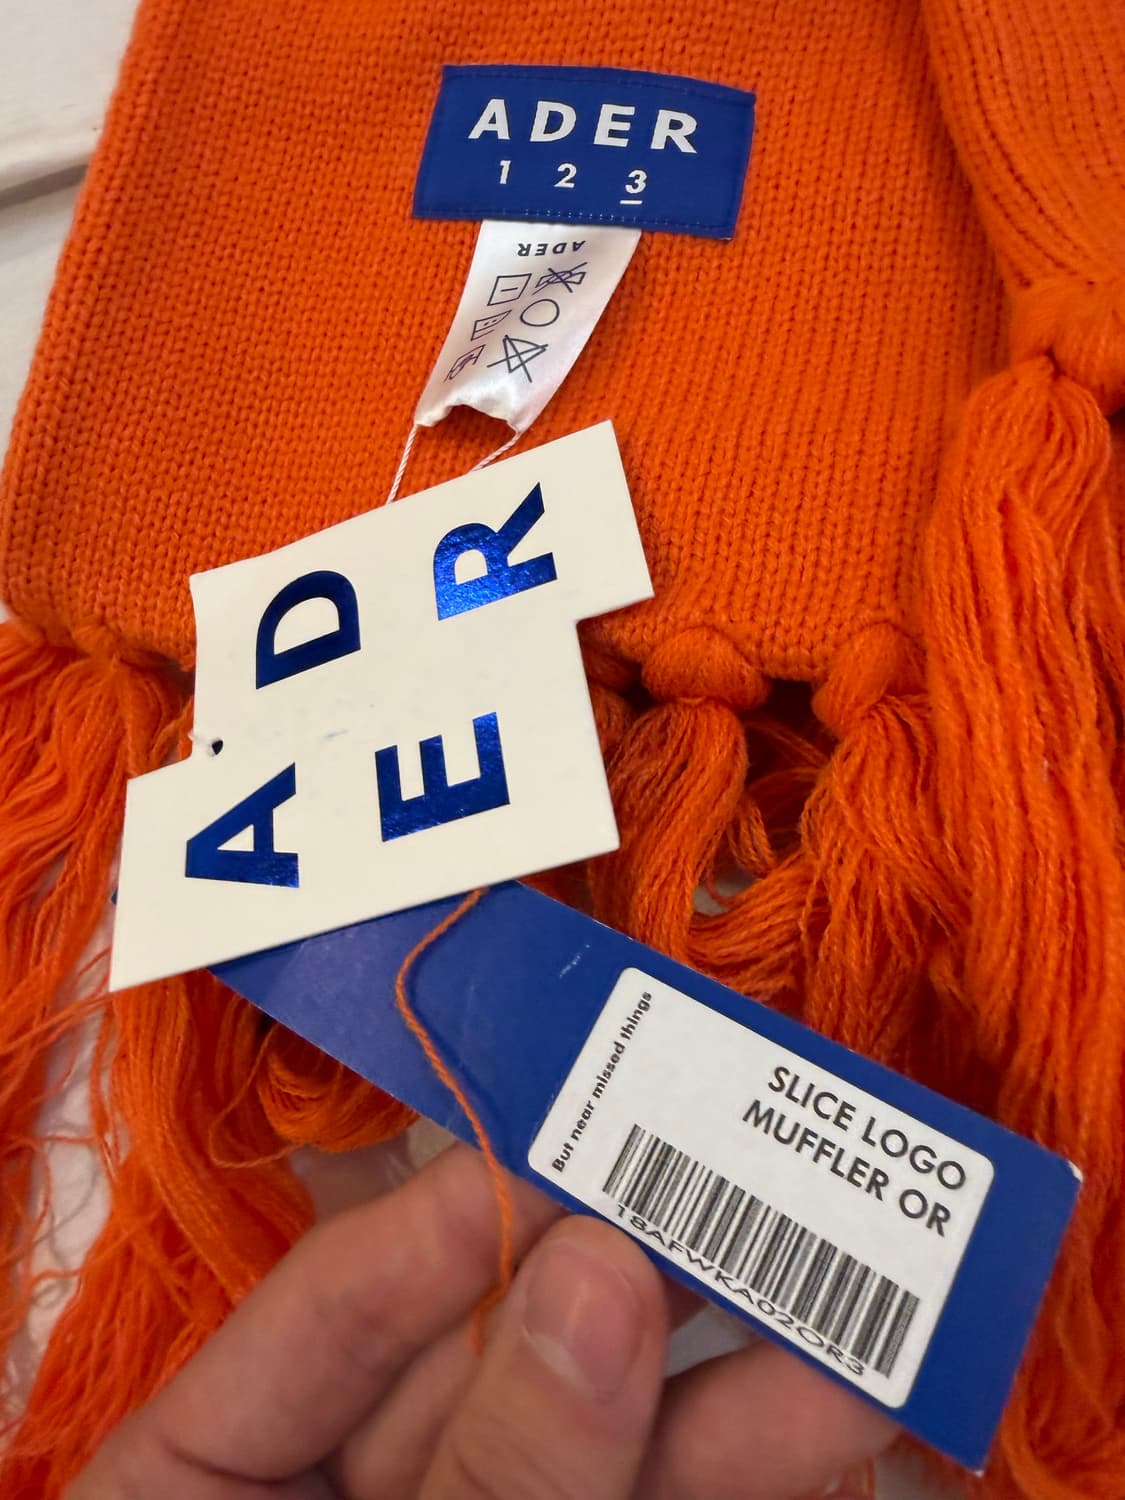 ADER
1 2 3
ADER
A D
E R
But near missed things
SLICE LOGO
MUFFLER OR
18AFWKA02OR3